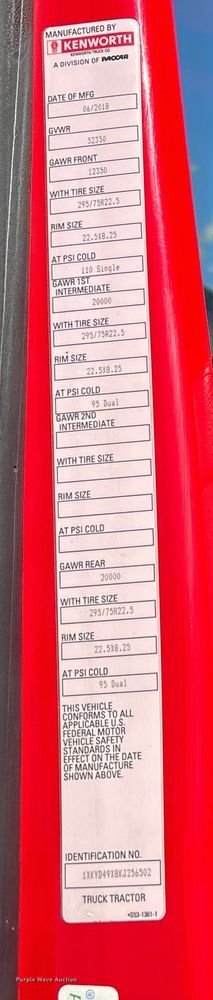 MANUFACTURED BY
KENWORTH
KENWORTH TRUCK CO.
A DIVISION OF PACCAR
DATE OF MFG
06/2018
GVWR
52350
GAWR FRONT
12350
WITH TIRE SIZE
295/75R22.5
RIM SIZE
22.5X8.25
AT PSI COLD
110 Single
GAWR 1ST
INTERMEDIATE
20000
WITH TIRE SIZE
295/75R22.5
RIM SIZE
22.5X8.25
AT PSI COLD
95 Dual
GAWR 2ND
INTERMEDIATE
WITH TIRE SIZE
RIM SIZE
AT PSI COLD
GAWR REAR
20000
WITH TIRE SIZE
295/75R22.5
RIM SIZE
22.5X8.25
AT PSI COLD
95 Dual
THIS VEHICLE
CONFORMS TO ALL
APPLICABLE U.S.
FEDERAL MOTOR
VEHICLE SAFETY
STANDARDS IN
EFFECT ON THE DATE
OF MANUFACTURE
SHOWN ABOVE.
IDENTIFICATION NO.
1XKYD49X8KJ256502
TRUCK TRACTOR
•S53-1361-1
Purple Wave Auction